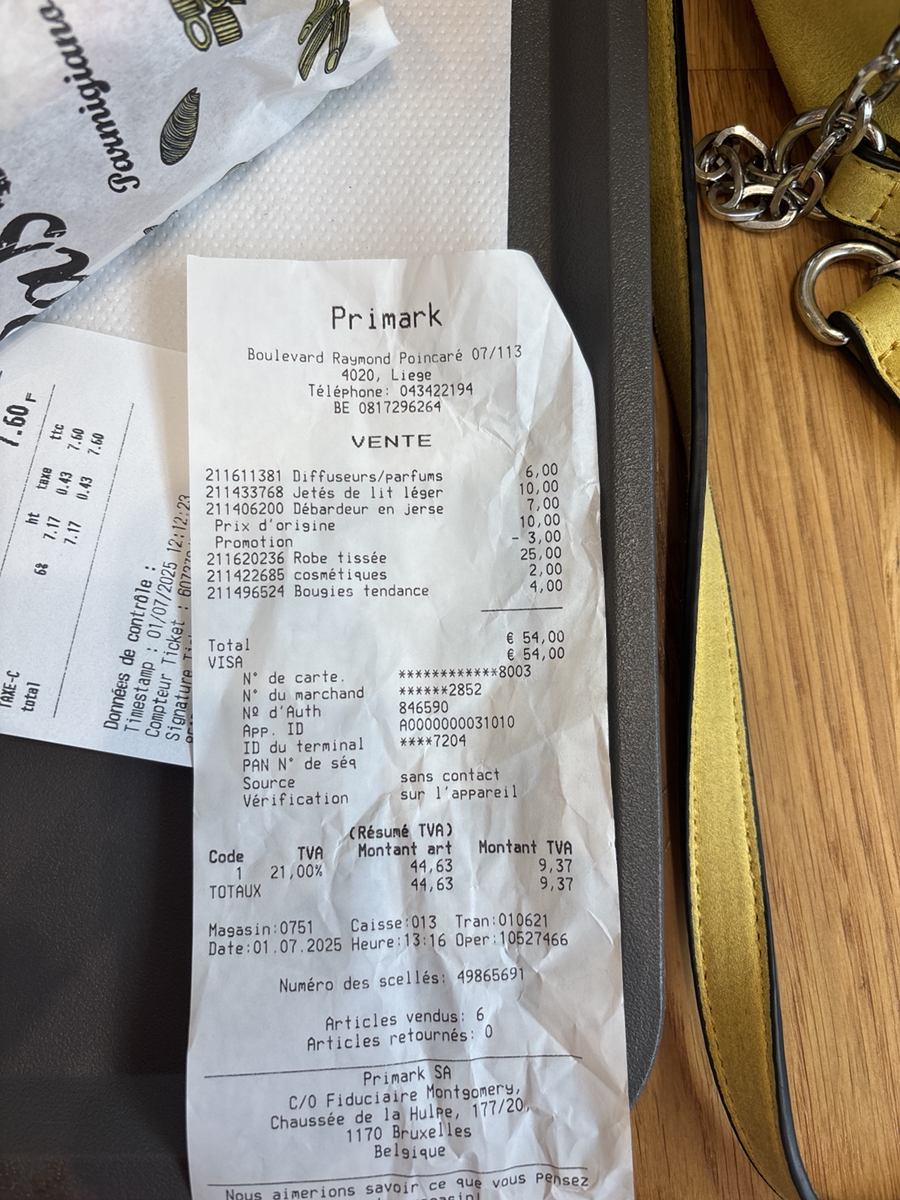 Parmigiana
7.60 F
ht taxe ttc
6% 7.17 0.43 7.60
7.17 0.43 7.60
TAXE-C
total
Données de contrôle :
Timestamp : 01/07/2025 12:12:23
Compteur Ticket :
Signature
Primark
Boulevard Raymond Poincaré 07/113
4020, Liege
Téléphone: 043422194
BE 0817296264
VENTE
211611381 Diffuseurs/parfums 6,00
211433768 Jetés de lit léger 10,00
211406200 Débardeur en jerse 7,00
Prix d'origine 10,00
Promotion - 3,00
211620236 Robe tissée 25,00
211422685 cosmétiques 2,00
211496524 Bougies tendance 4,00
Total € 54,00
VISA € 54,00
N° de carte. ************8003
N° du marchand ******2852
Nº d'Auth 846590
App. ID A0000000031010
ID du terminal ****7204
PAN N° de séq
Source sans contact
Vérification sur l'appareil
(Résumé TVA)
Code TVA Montant art Montant TVA
1 21,00% 44,63 9,37
TOTAUX 44,63 9,37
Magasin:0751 Caisse:013 Tran:010621
Date:01.07.2025 Heure:13:16 Oper:10527466
Numéro des scellés: 49865691
Articles vendus: 6
Articles retournés: 0
Primark SA
C/O Fiduciaire Montgomery,
Chaussée de la Hulpe, 177/20,
1170 Bruxelles
Belgique
Nous aimerions savoir ce que vous pensez